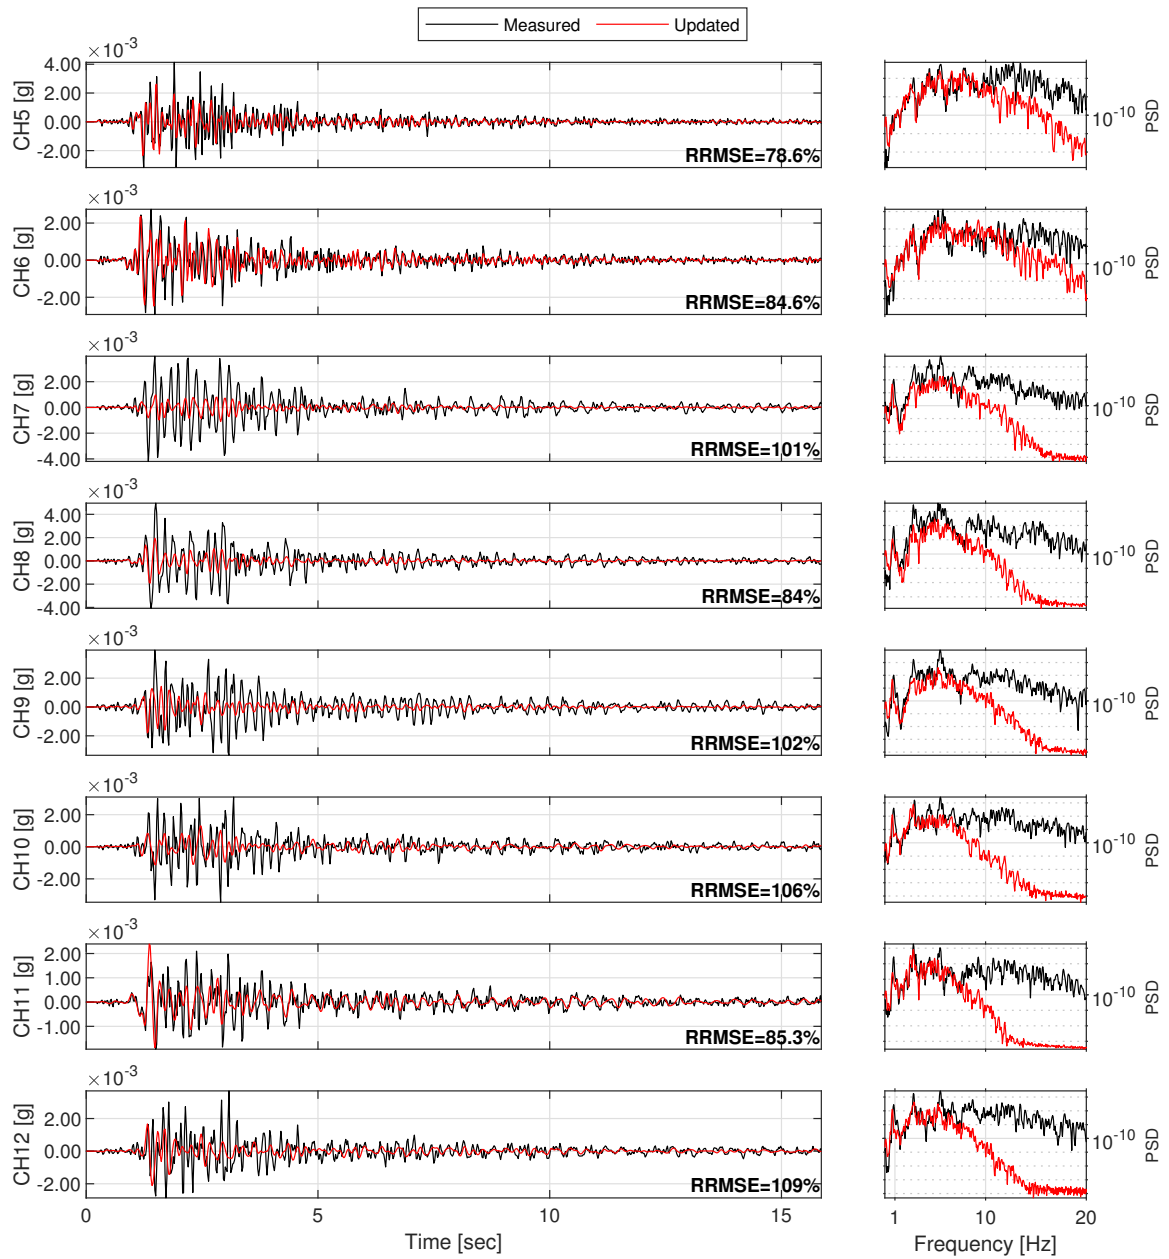 Measured Updated
×10-3
4.00
2.00
0.00
-2.00
CH5 [g]
RRMSE=78.6%
10-10
PSD
×10-3
2.00
0.00
-2.00
CH6 [g]
RRMSE=84.6%
10-10
PSD
×10-3
2.00
0.00
-2.00
-4.00
CH7 [g]
RRMSE=101%
10-10
PSD
×10-3
4.00
2.00
0.00
-2.00
-4.00
CH8 [g]
RRMSE=84%
10-10
PSD
×10-3
2.00
0.00
-2.00
CH9 [g]
RRMSE=102%
10-10
PSD
×10-3
2.00
0.00
-2.00
CH10 [g]
RRMSE=106%
10-10
PSD
×10-3
2.00
1.00
0.00
-1.00
CH11 [g]
RRMSE=85.3%
10-10
PSD
×10-3
2.00
0.00
-2.00
CH12 [g]
RRMSE=109%
10-10
PSD
0 5 10 15
Time [sec]
1 10 20
Frequency [Hz]